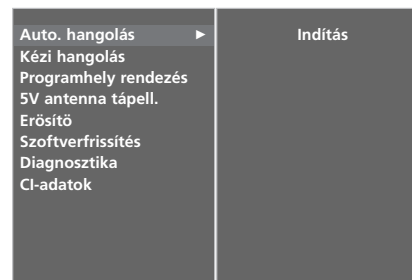 Auto. hangolás ► Indítás
Kézi hangolás
Programhely rendezés
5V antenna tápell.
Erösítö
Szoftverfrissítés
Diagnosztika
CI-adatok